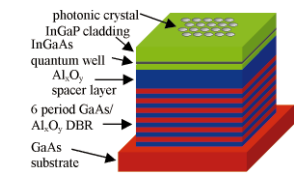 photonic crystal
InGaP cladding
InGaAs
quantum well
AlxOy
spacer layer
6 period GaAs/
AlxOy DBR
GaAs
substrate